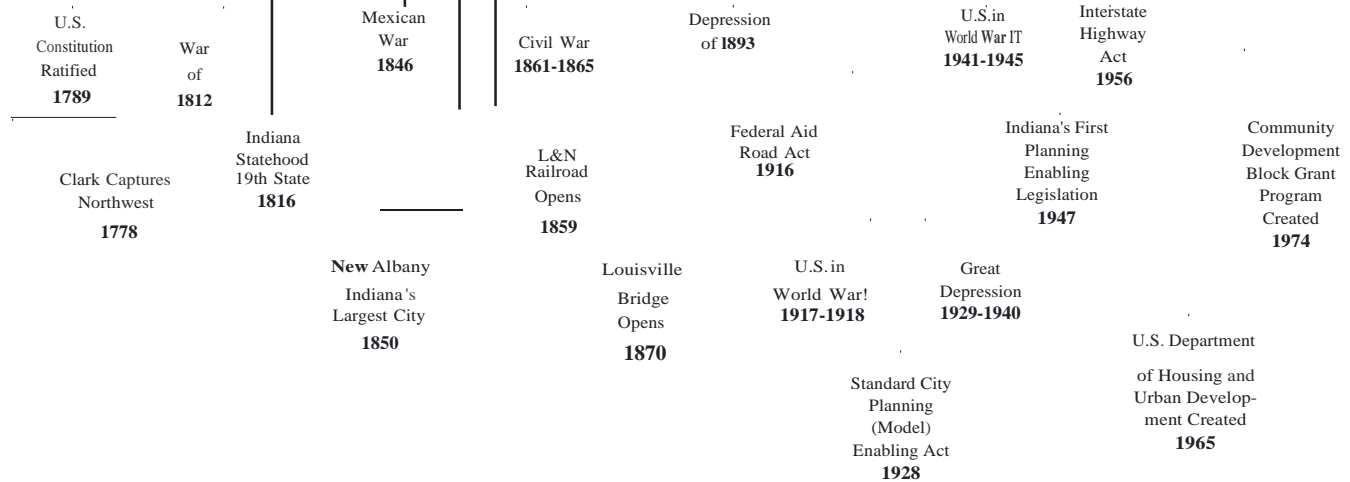 U.S.
Constitution
Ratified
1789
War
of
1812
Mexican
War
1846
Civil War
1861-1865
Depression
of l893
U.S.in
World War IT
1941-1945
Interstate
Highway
Act
1956
Clark Captures
Northwest
1778
Indiana
Statehood
19th State
1816
L&N
Railroad
Opens
1859
Federal Aid
Road Act
1916
Indiana's First
Planning
Enabling
Legislation
1947
Community
Development
Block Grant
Program
Created
1974
New Albany
Indiana's
Largest City
1850
Louisville
Bridge
Opens
1870
U.S. in
World War!
1917-1918
Great
Depression
1929-1940
Standard City
Planning
(Model)
Enabling Act
1928
U.S. Department
of Housing and
Urban Develop-
ment Created
1965